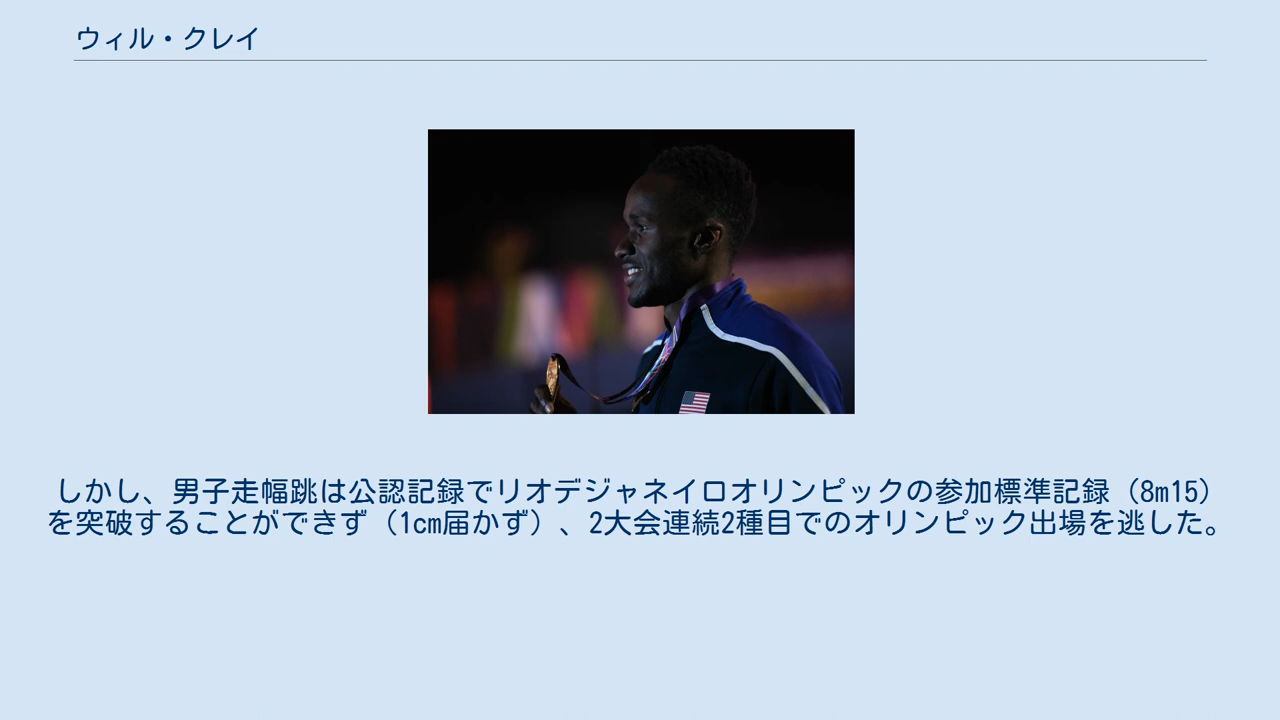 ウィル・クレイ
しかし、男子走幅跳は公認記録でリオデジャネイロオリンピックの参加標準記録（8m15）
を突破することができず（1cm届かず）、2大会連続2種目でのオリンピック出場を逃した。